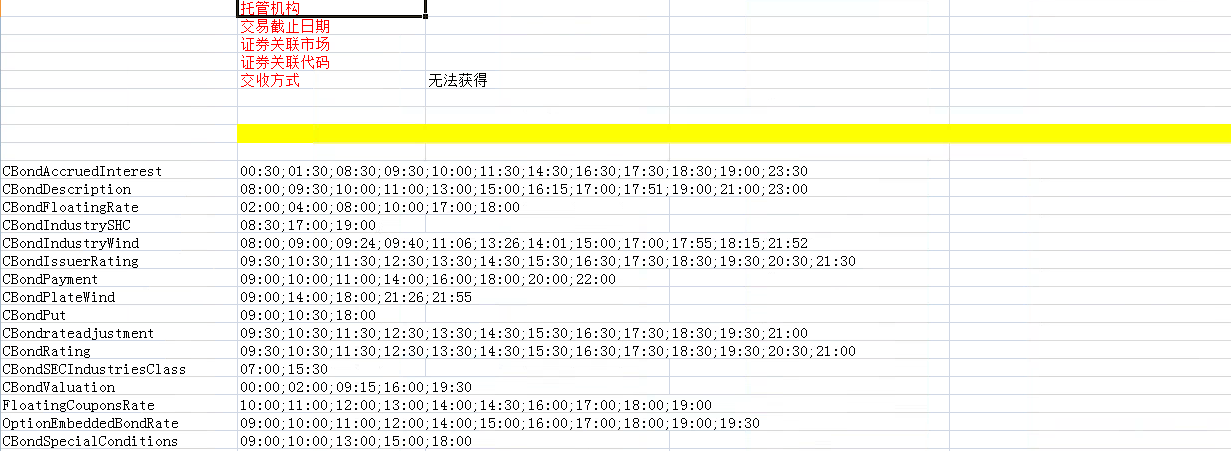 托管机构
交易截止日期
证券关联市场
证券关联代码
交收方式 无法获得
CBondAccruedInterest 00:30;01:30;08:30;09:30;10:00;11:30;14:30;16:30;17:30;18:30;19:00;23:30
CBondDescription 08:00;09:30;10:00;11:00;13:00;15:00;16:15;17:00;17:51;19:00;21:00;23:00
CBondFloatingRate 02:00;04:00;08:00;10:00;17:00;18:00
CBondIndustrySHC 08:30;17:00;19:00
CBondIndustryWind 08:00;09:00;09:24;09:40;11:06;13:26;14:01;15:00;17:00;17:55;18:15;21:52
CBondIssuerRating 09:30;10:30;11:30;12:30;13:30;14:30;15:30;16:30;17:30;18:30;19:30;20:30;21:30
CBondPayment 09:00;10:00;11:00;14:00;16:00;18:00;20:00;22:00
CBondPlateWind 09:00;14:00;18:00;21:26;21:55
CBondPut 09:00;10:30;18:00
CBondrateadjustment 09:30;10:30;11:30;12:30;13:30;14:30;15:30;16:30;17:30;18:30;19:30;21:00
CBondRating 09:30;10:30;11:30;12:30;13:30;14:30;15:30;16:30;17:30;18:30;19:30;20:30;21:00
CBondSECIndustriesClass 07:00;15:30
CBondValuation 00:00;02:00;09:15;16:00;19:30
FloatingCouponsRate 10:00;11:00;12:00;13:00;14:00;14:30;16:00;17:00;18:00;19:00
OptionEmbeddedBondRate 09:00;10:00;11:00;12:00;14:00;15:00;16:00;17:00;18:00;19:00;19:30
CBondSpecialConditions 09:00;10:00;13:00;15:00;18:00